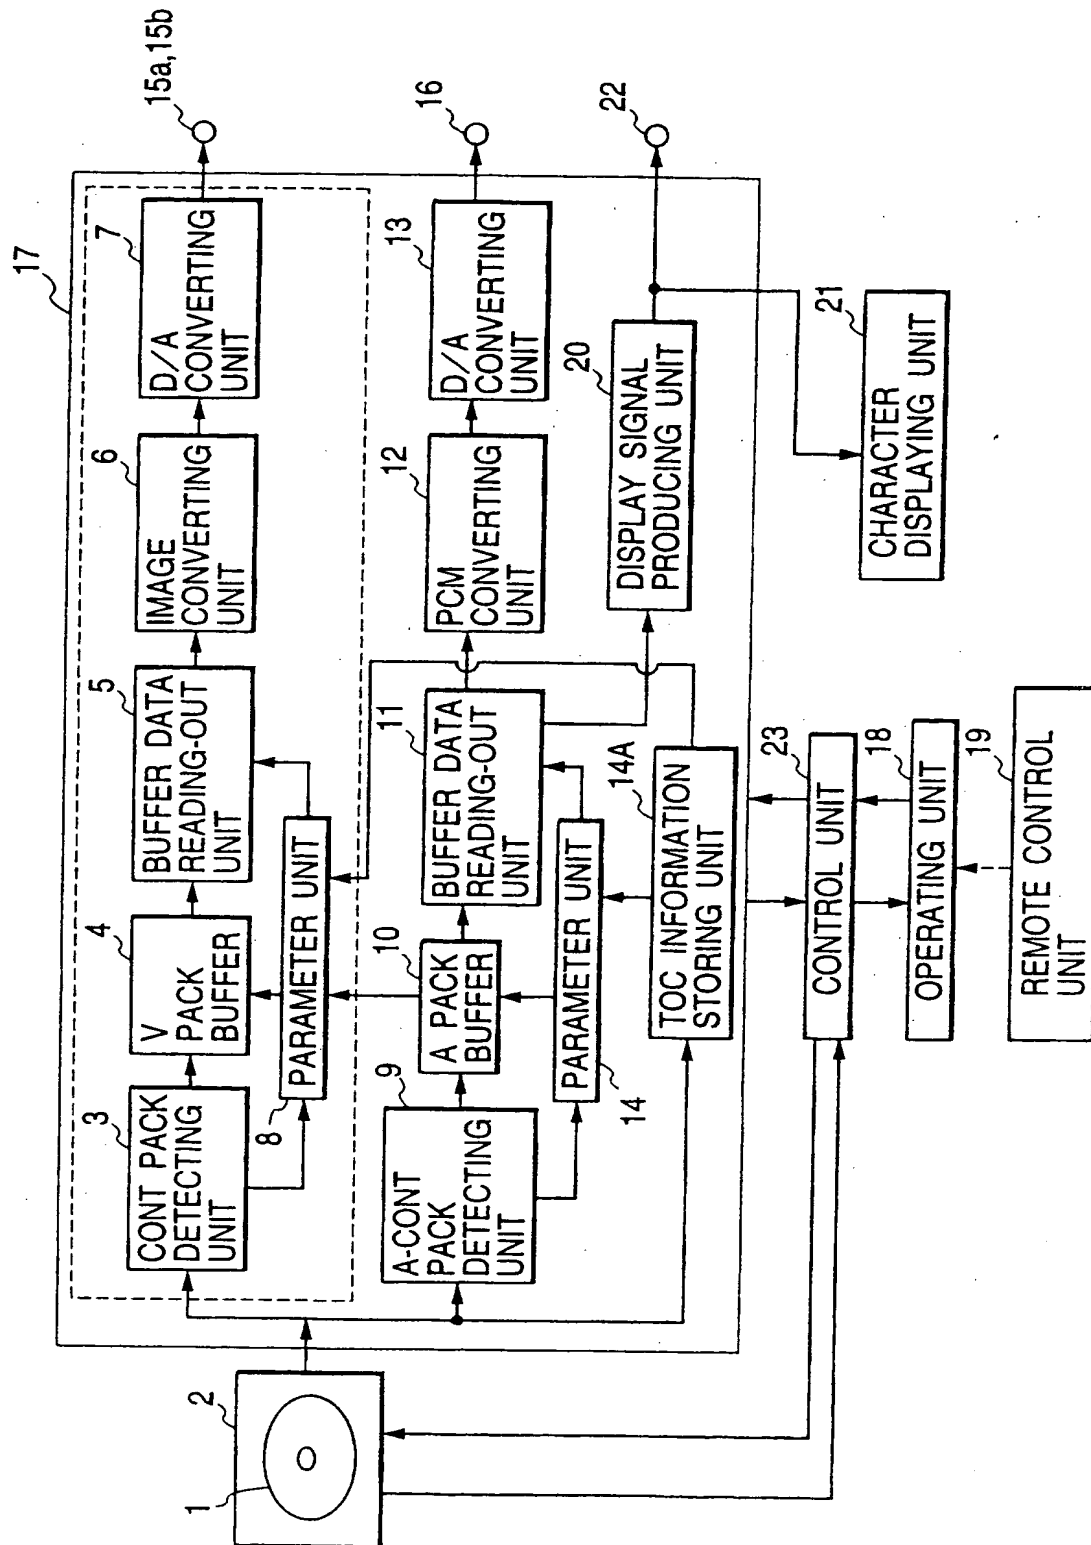 17
3
CONT PACK
DETECTING
UNIT
4
V
PACK
BUFFER
5
BUFFER DATA
READING-OUT
UNIT
6
IMAGE
CONVERTING
UNIT
7
D/A
CONVERTING
UNIT
15a,15b
8
PARAMETER UNIT
2
1
9
A-CONT
PACK
DETECTING
UNIT
10
A PACK
BUFFER
11
BUFFER DATA
READING-OUT
UNIT
12
PCM
CONVERTING
UNIT
13
D/A
CONVERTING
UNIT
16
14
PARAMETER UNIT
14A
TOC INFORMATION
STORING UNIT
20
DISPLAY SIGNAL
PRODUCING UNIT
22
23
CONTROL UNIT
21
CHARACTER
DISPLAYING UNIT
18
OPERATING UNIT
19
REMOTE CONTROL
UNIT